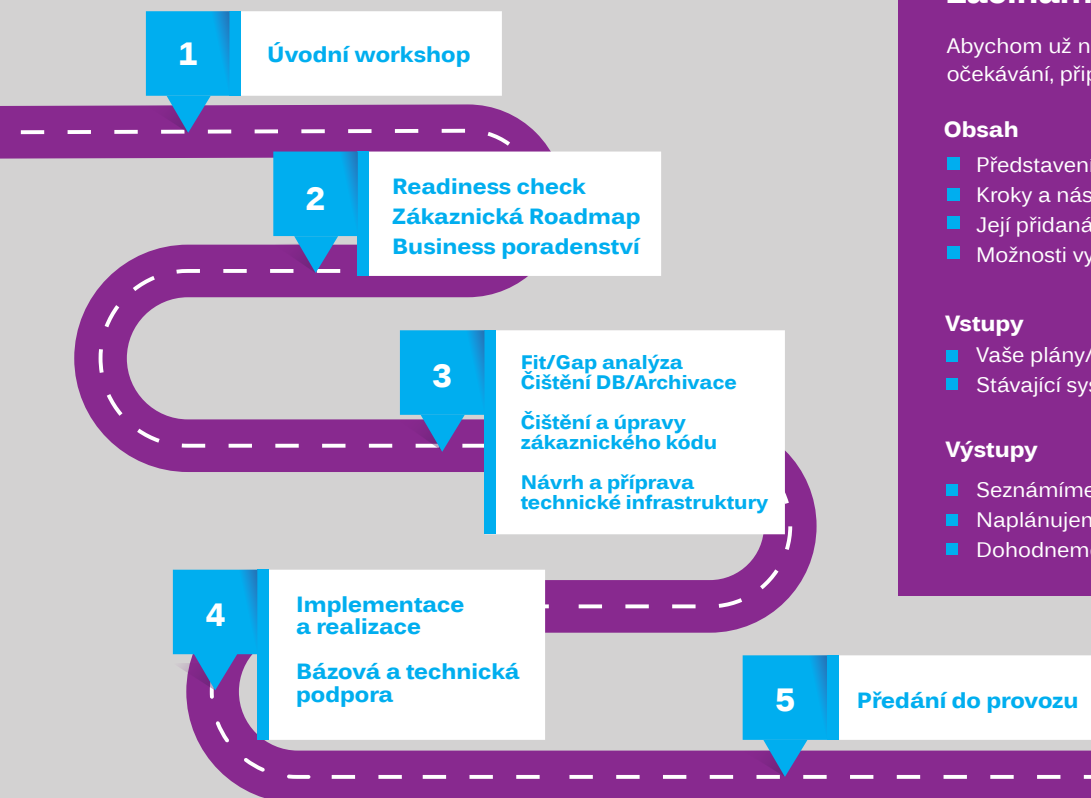 1
Úvodní workshop
2
Readiness check
Zákaznická Roadmap
Business poradenství
3
Fit/Gap analýza
Čištění DB/Archivace
Čištění a úpravy
zákaznického kódu
Návrh a příprava
technické infrastruktury
4
Implementace
a realizace
Bázová a technická
podpora
5
Předání do provozu
Abychom už n
očekávání, přip
Obsah
Představení
Kroky a nás
Její přidaná
Možnosti vy
Vstupy
Vaše plány/
Stávající sys
Výstupy
Seznámíme
Naplánujen
Dohodneme